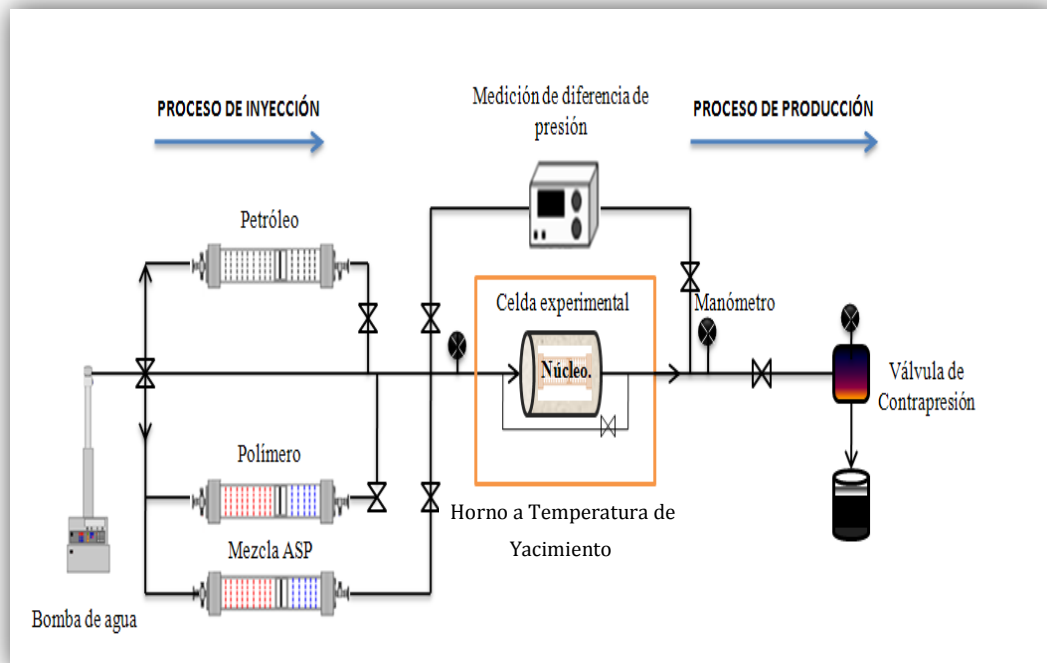 PROCESO DE INYECCIÓN
Medición de diferencia de
presión
PROCESO DE PRODUCCIÓN
Petróleo
Celda experimental
Manómetro
Núcleo.
Válvula de
Contrapresión
Polímero
Horno a Temperatura de
Yacimiento
Mezcla ASP
Bomba de agua